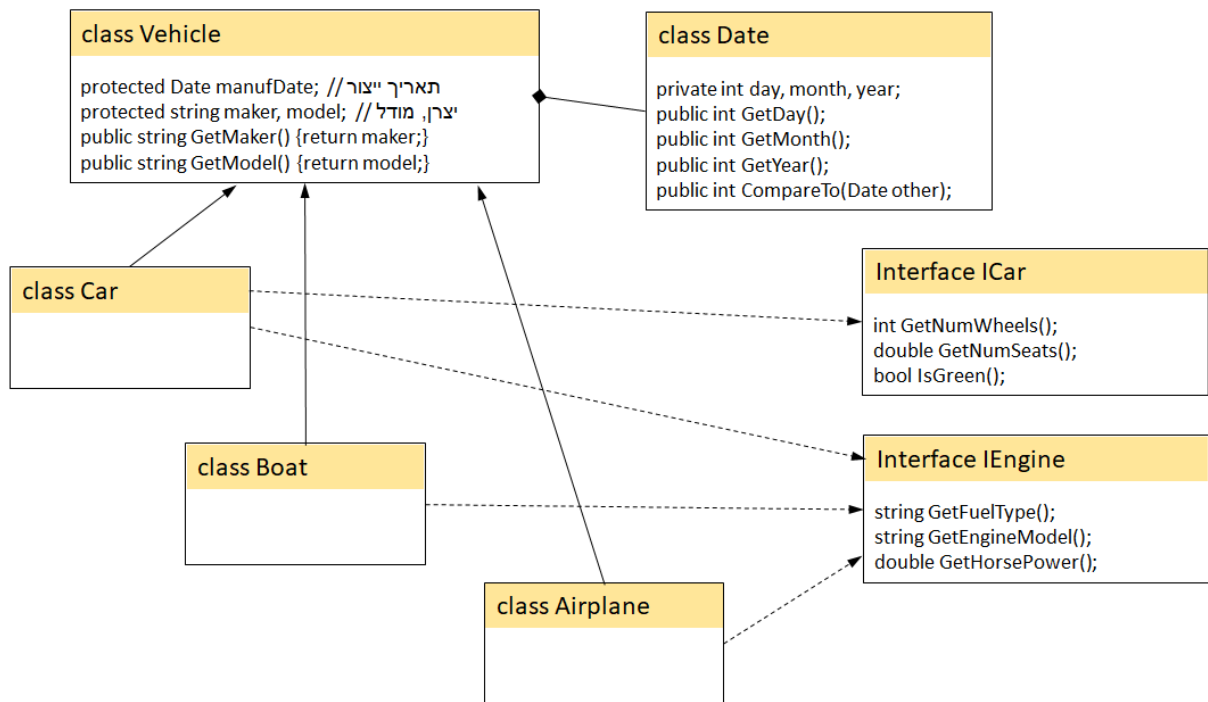 class Vehicle
protected Date manufDate; // תאריך ייצור
protected string maker, model; // יצרן, מודל
public string GetMaker() {return maker;}
public string GetModel() {return model;}
class Date
private int day, month, year;
public int GetDay();
public int GetMonth();
public int GetYear();
public int CompareTo(Date other);
class Car
Interface ICar
int GetNumWheels();
double GetNumSeats();
bool IsGreen();
class Boat
Interface IEngine
string GetFuelType();
string GetEngineModel();
double GetHorsePower();
class Airplane